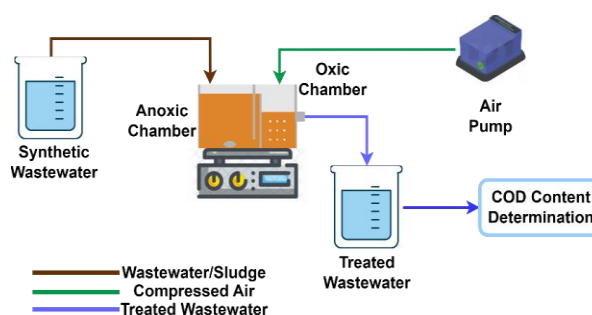 Oxic
Chamber
Anoxic
Chamber
Air
Pump
Synthetic
Wastewater
COD Content
Determination
Treated
Wastewater
Wastewater/Sludge
Compressed Air
Treated Wastewater